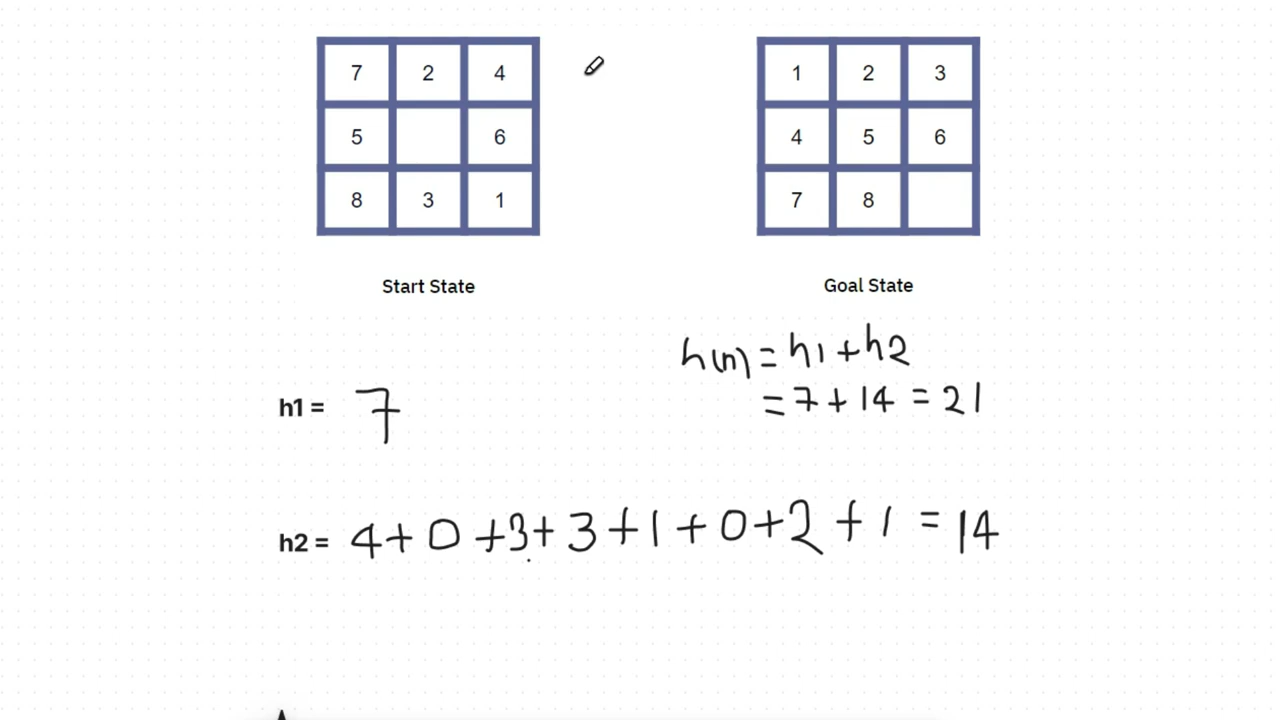 7 2 4
5 6
8 3 1
Start State
1 2 3
4 5 6
7 8
Goal State
h(n) = h1 + h2
= 7 + 14 = 21
h1 = 7
h2 = 4 + 0 + 3 + 3 + 1 + 0 + 2 + 1 = 14